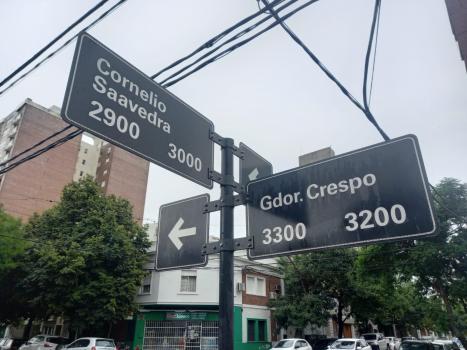 Cornelio
Saavedra
2900 3000
Gdor. Crespo
3300 3200